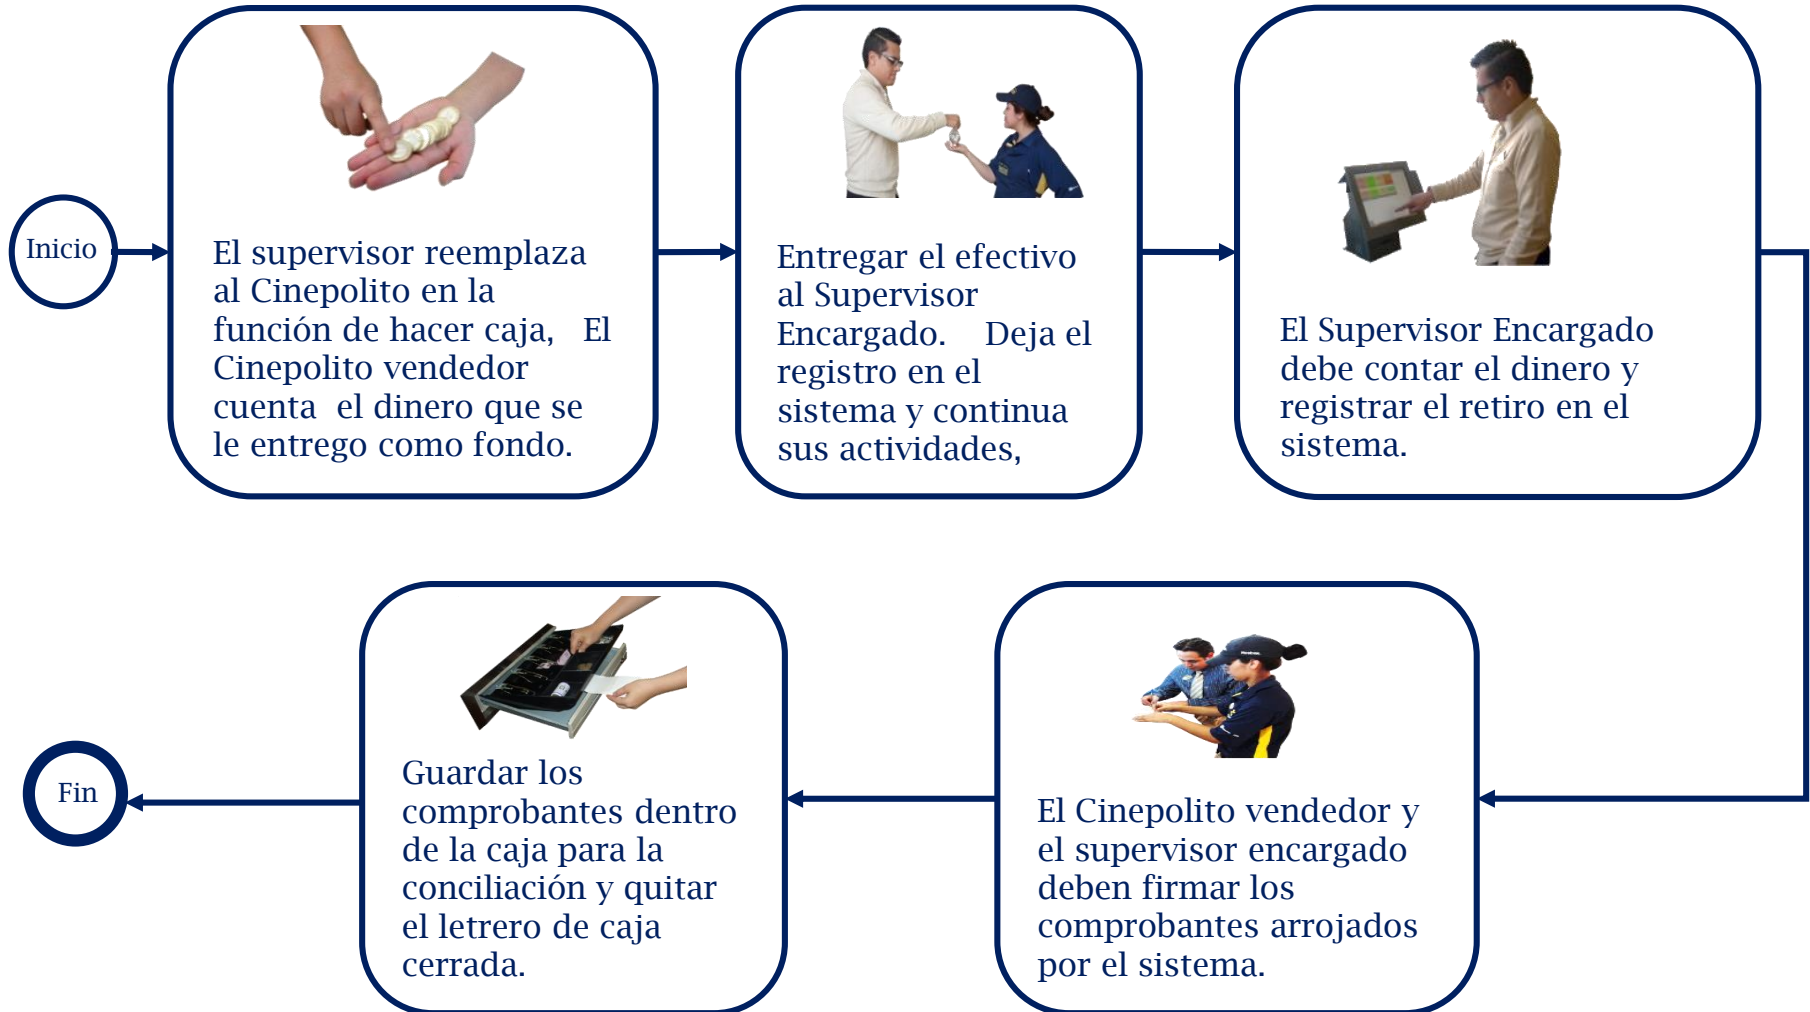 Inicio
El supervisor reemplaza
al Cinepolito en la
función de hacer caja,   El
Cinepolito vendedor
cuenta  el dinero que se
le entrego como fondo.
Entregar el efectivo
al Supervisor
Encargado.    Deja el
registro en el
sistema y continua
sus actividades,
El Supervisor Encargado
debe contar el dinero y
registrar el retiro en el
sistema.
El Cinepolito vendedor y
el supervisor encargado
deben firmar los
comprobantes arrojados
por el sistema.
Guardar los
comprobantes dentro
de la caja para la
conciliación y quitar
el letrero de caja
cerrada.
Fin